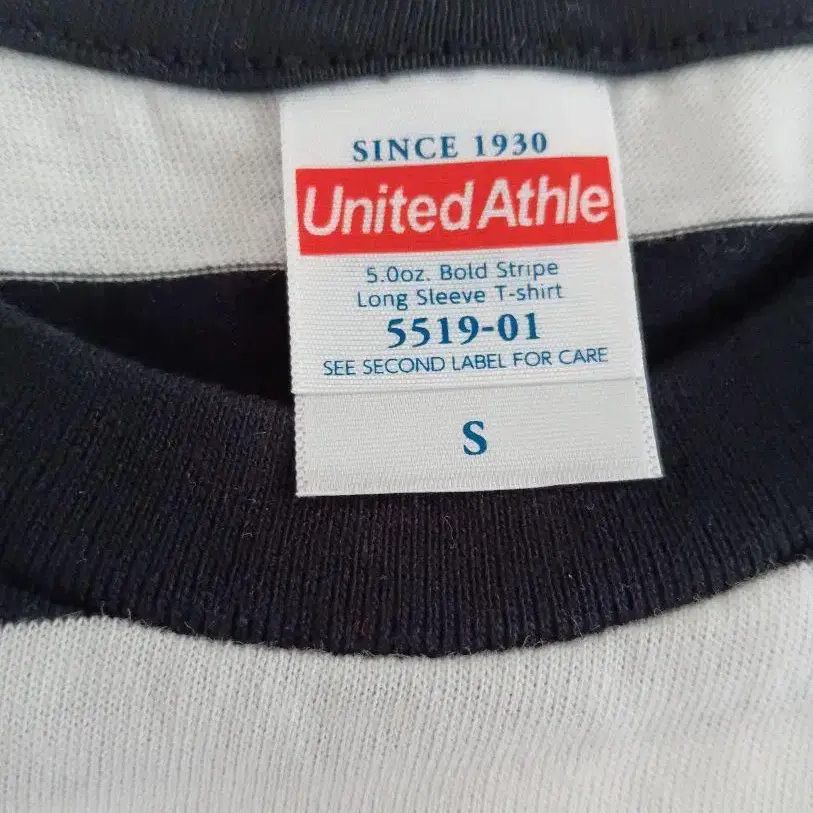 SINCE 1930
United Athle
5.0oz. Bold Stripe
Long Sleeve T-shirt
5519-01
SEE SECOND LABEL FOR CARE
S